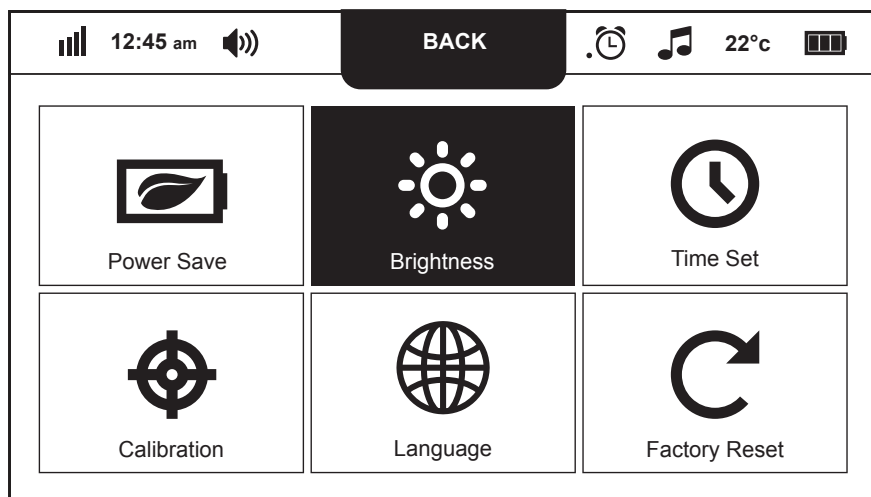 12:45 am BACK 22°c
Power Save Brightness Time Set
Calibration Language Factory Reset